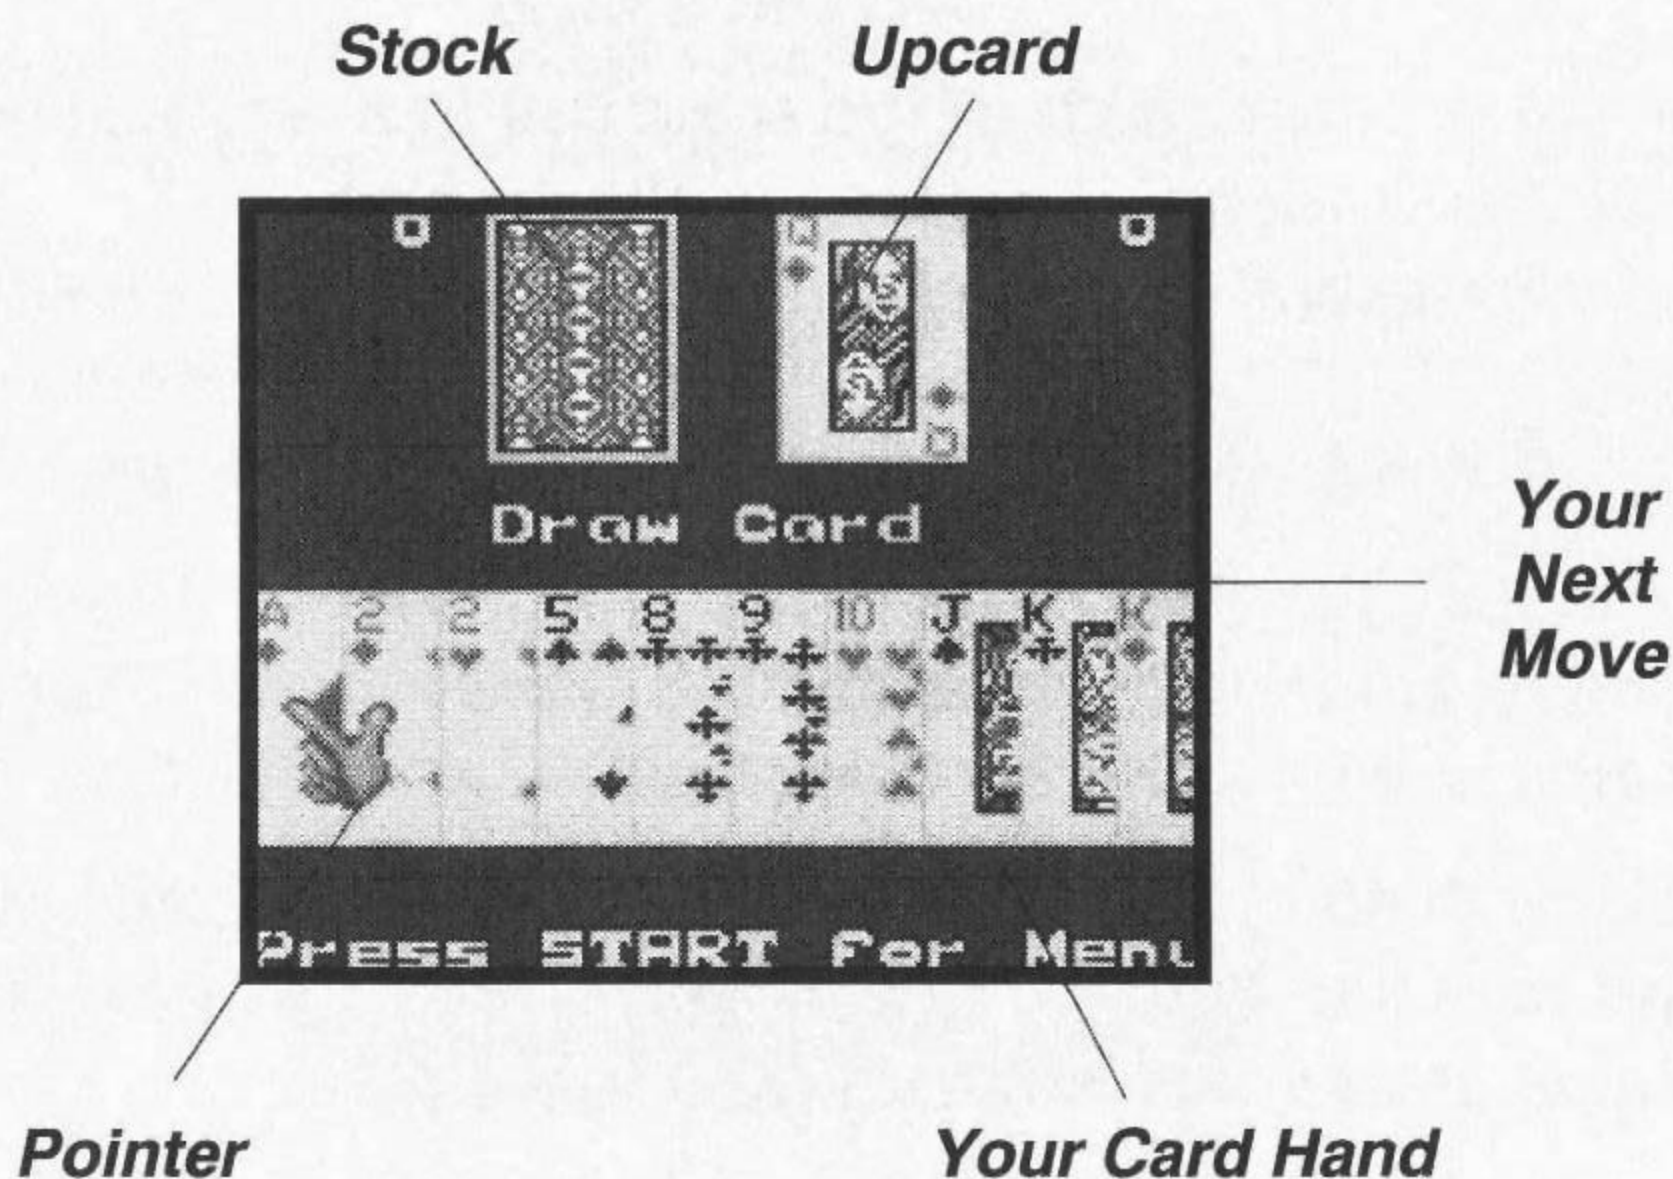 Stock Upcard
0 0
Q
Q
Draw Card
Your
Next
Move
A 2 2 5 8 9 10 J K K
Press START For Menu
Pointer Your Card Hand